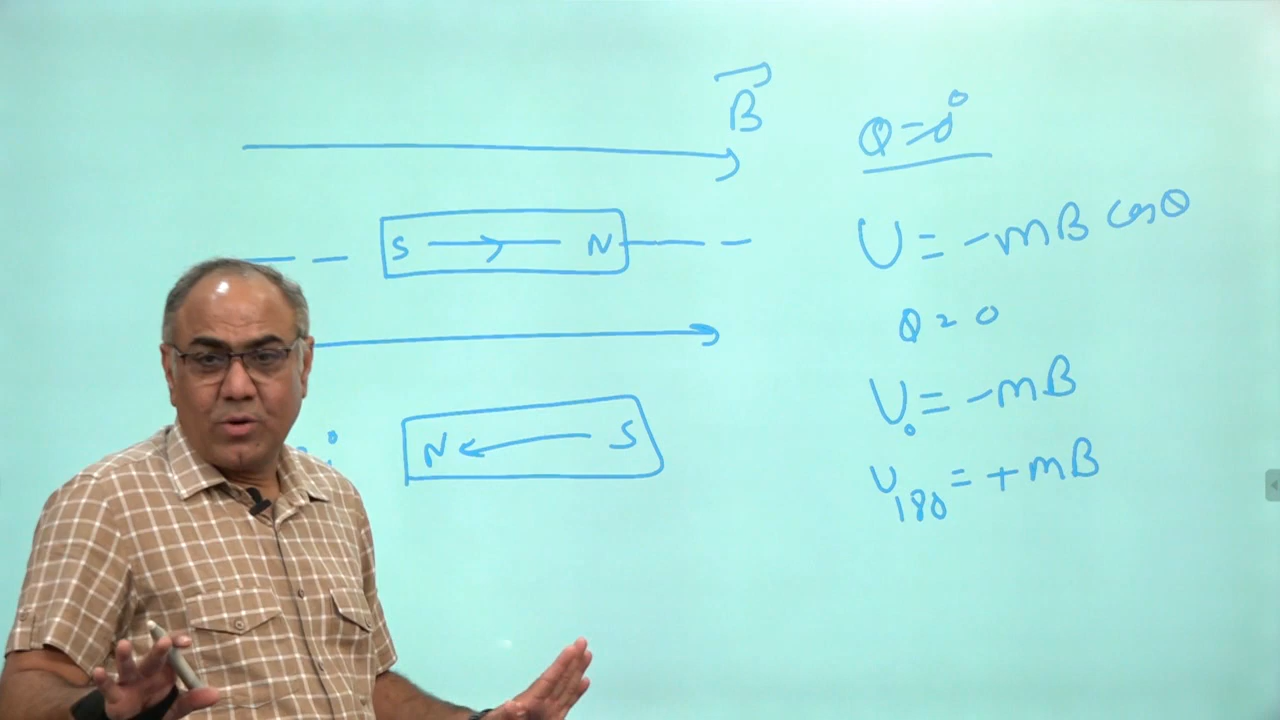 B
θ=0°
S N
U = -mB cosθ
θ = 0
U₀ = -mB
N S
U₁₈₀ = +mB